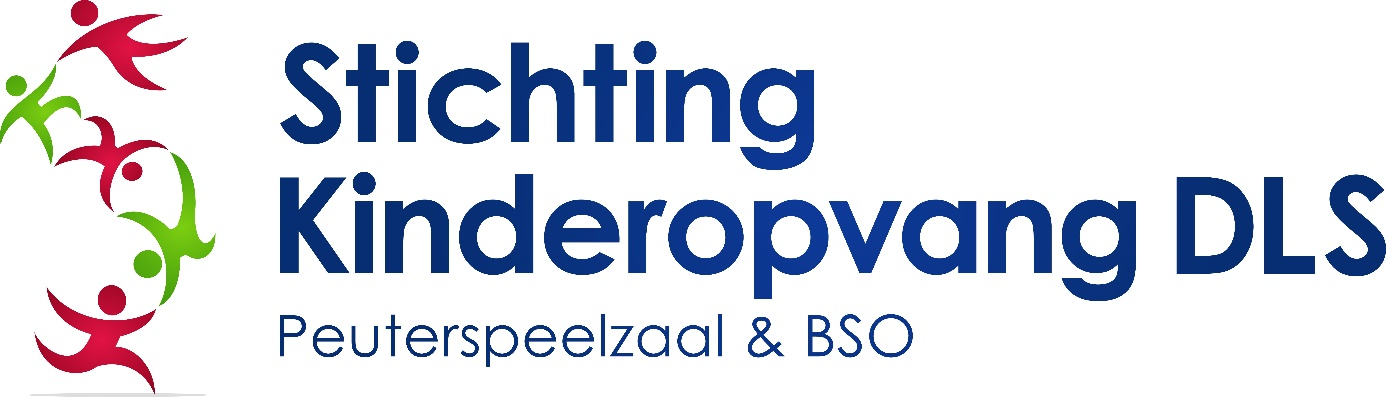 Stichting
Kinderopvang DLS
Peuterspeelzaal & BSO